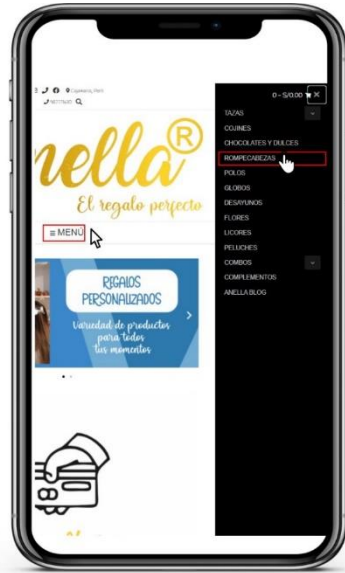 Cajamarca, Perú
0 - S/0.00
nella®
El regalo perfecto
≡ MENÚ
TAZAS
COJINES
CHOCOLATES Y DULCES
ROMPECABEZAS
POLOS
GLOBOS
DESAYUNOS
FLORES
LICORES
PELUCHES
COMBOS
COMPLEMENTOS
ANELLA BLOG
REGALOS
PERSONALIZADOS
Variedad de productos
para todos
tus momentos